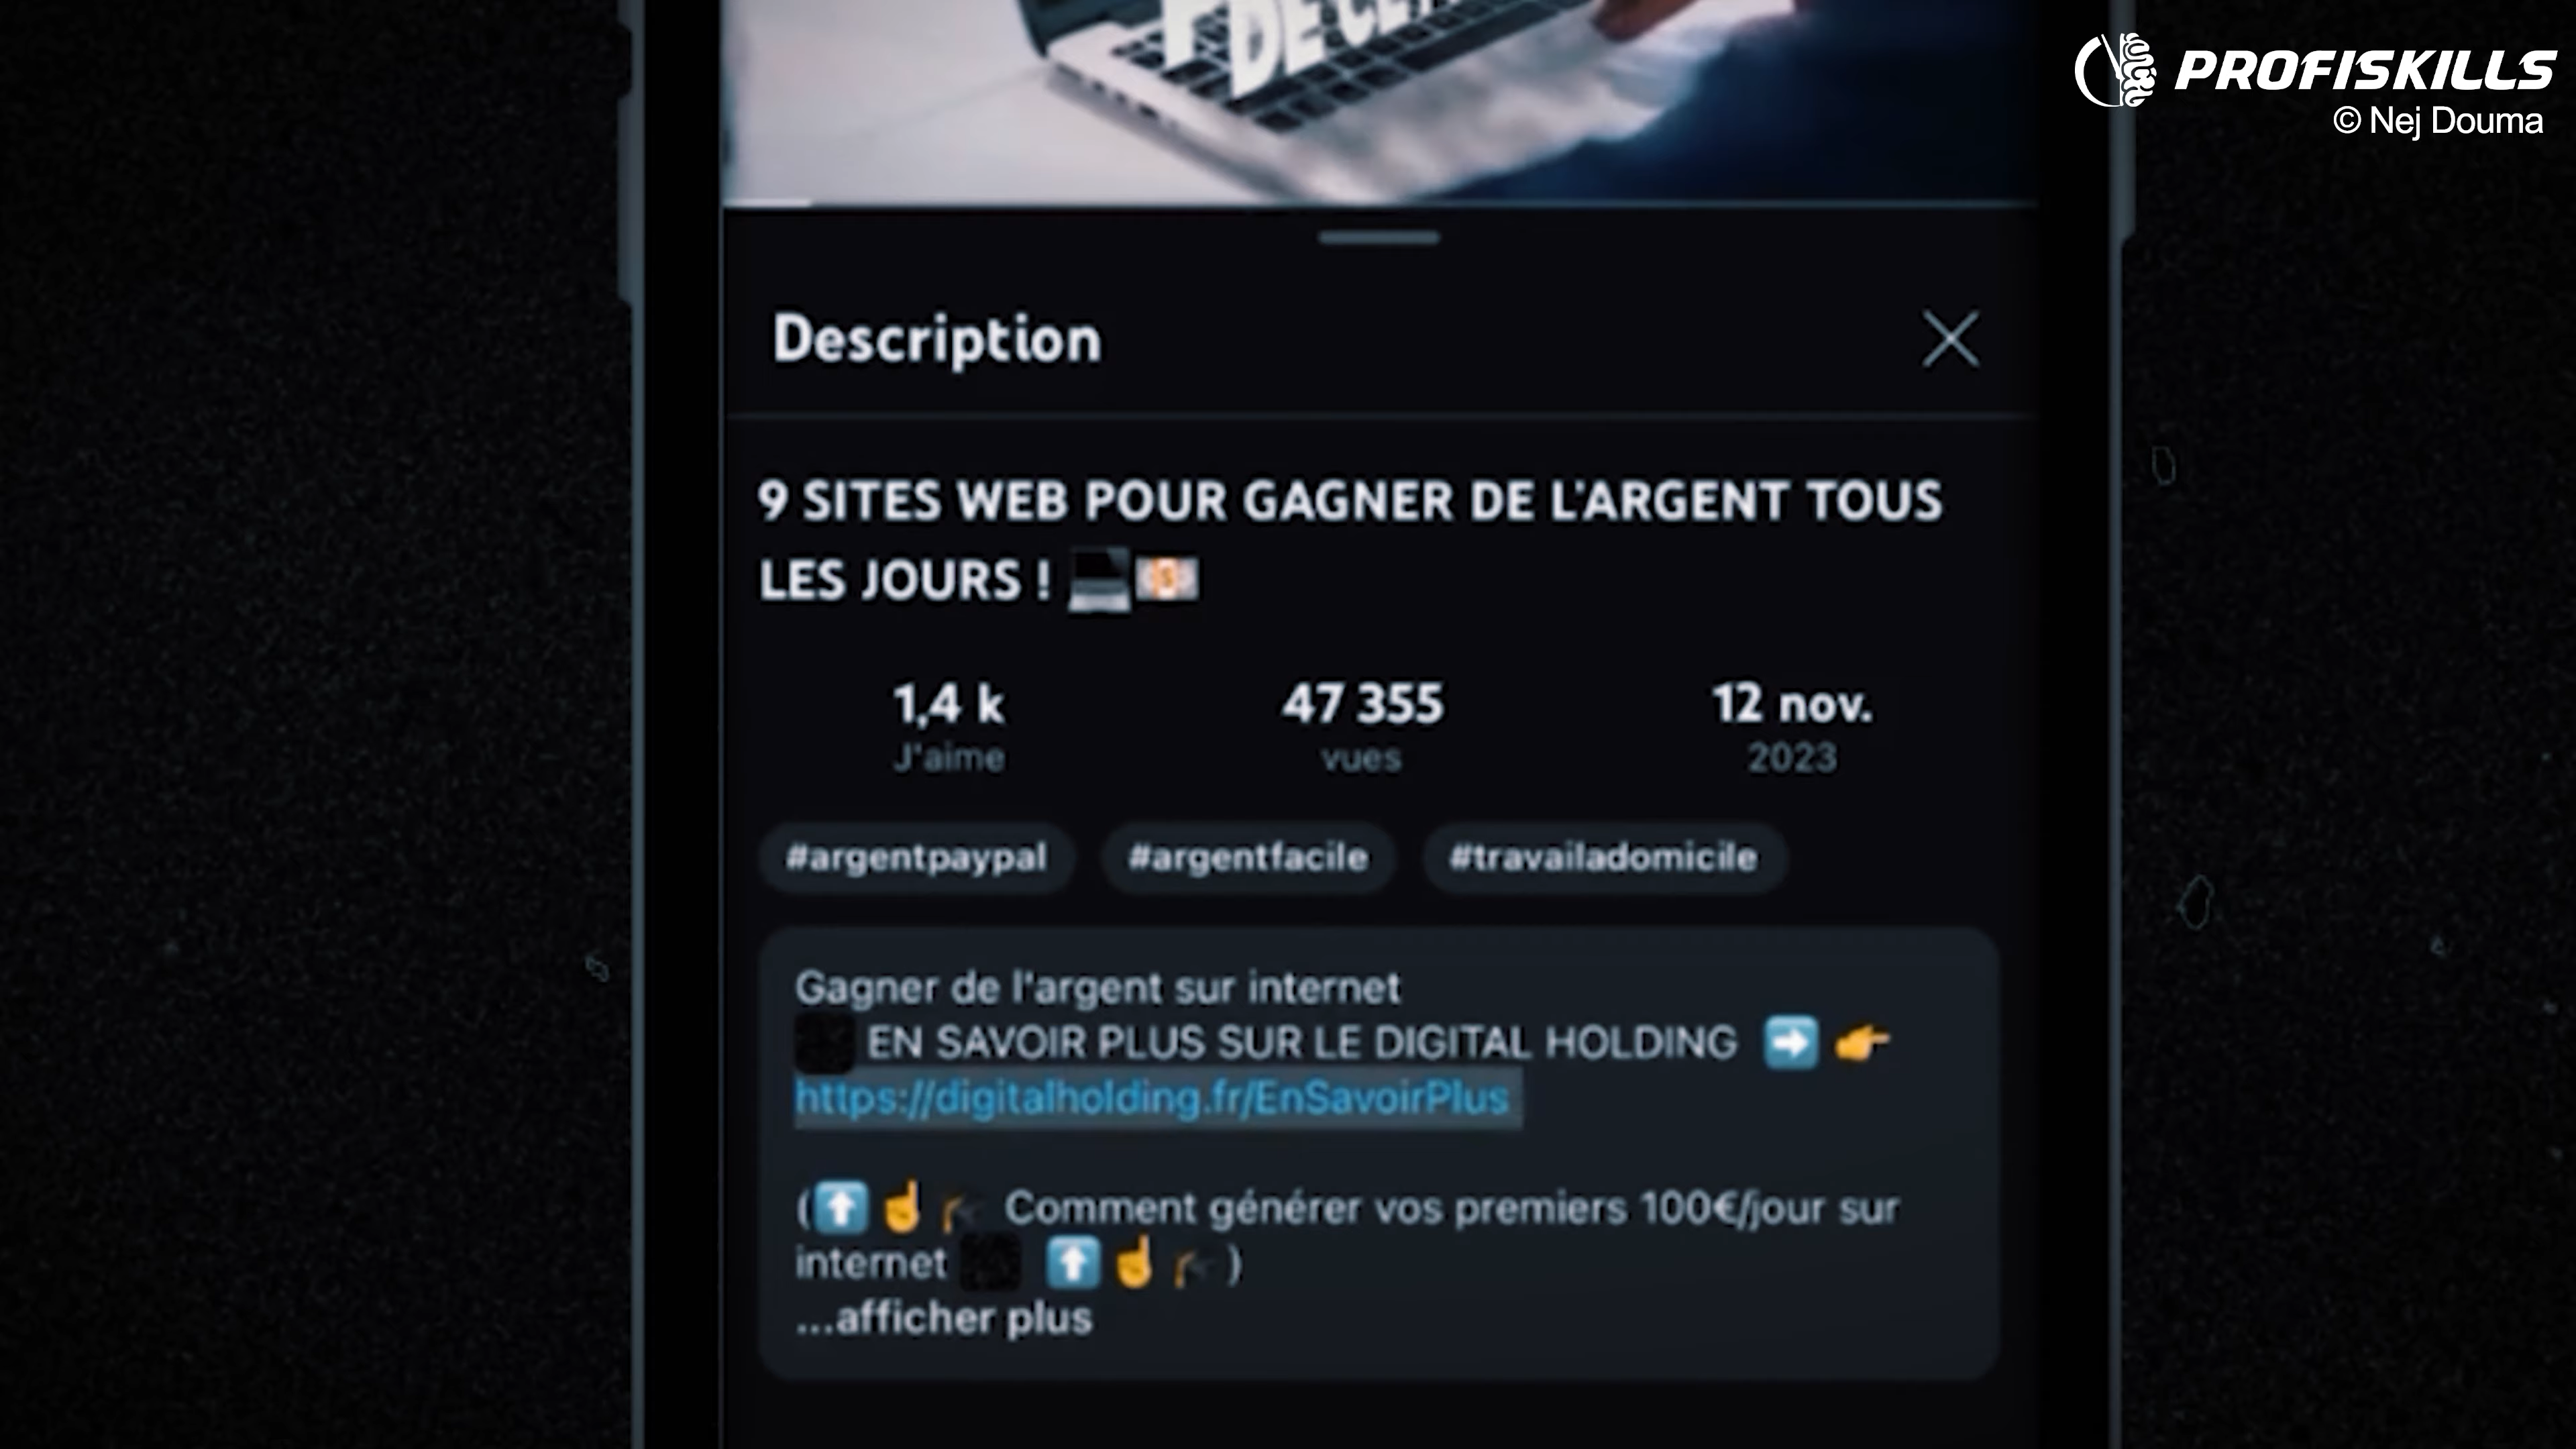 PROFISKILLS
© Nej Douma
Description
9 SITES WEB POUR GAGNER DE L'ARGENT TOUS
LES JOURS !
1,4 k
J'aime
47 355
vues
12 nov.
2023
#argentpaypal
#argentfacile
#travailadomicile
Gagner de l'argent sur internet
EN SAVOIR PLUS SUR LE DIGITAL HOLDING ➡️ 👉
https://digitalholding.fr/EnSavoirPlus
(⬆️ ☝️ 🎓 Comment générer vos premiers 100€/jour sur
internet ⬆️ ☝️ 🎓 )
...afficher plus